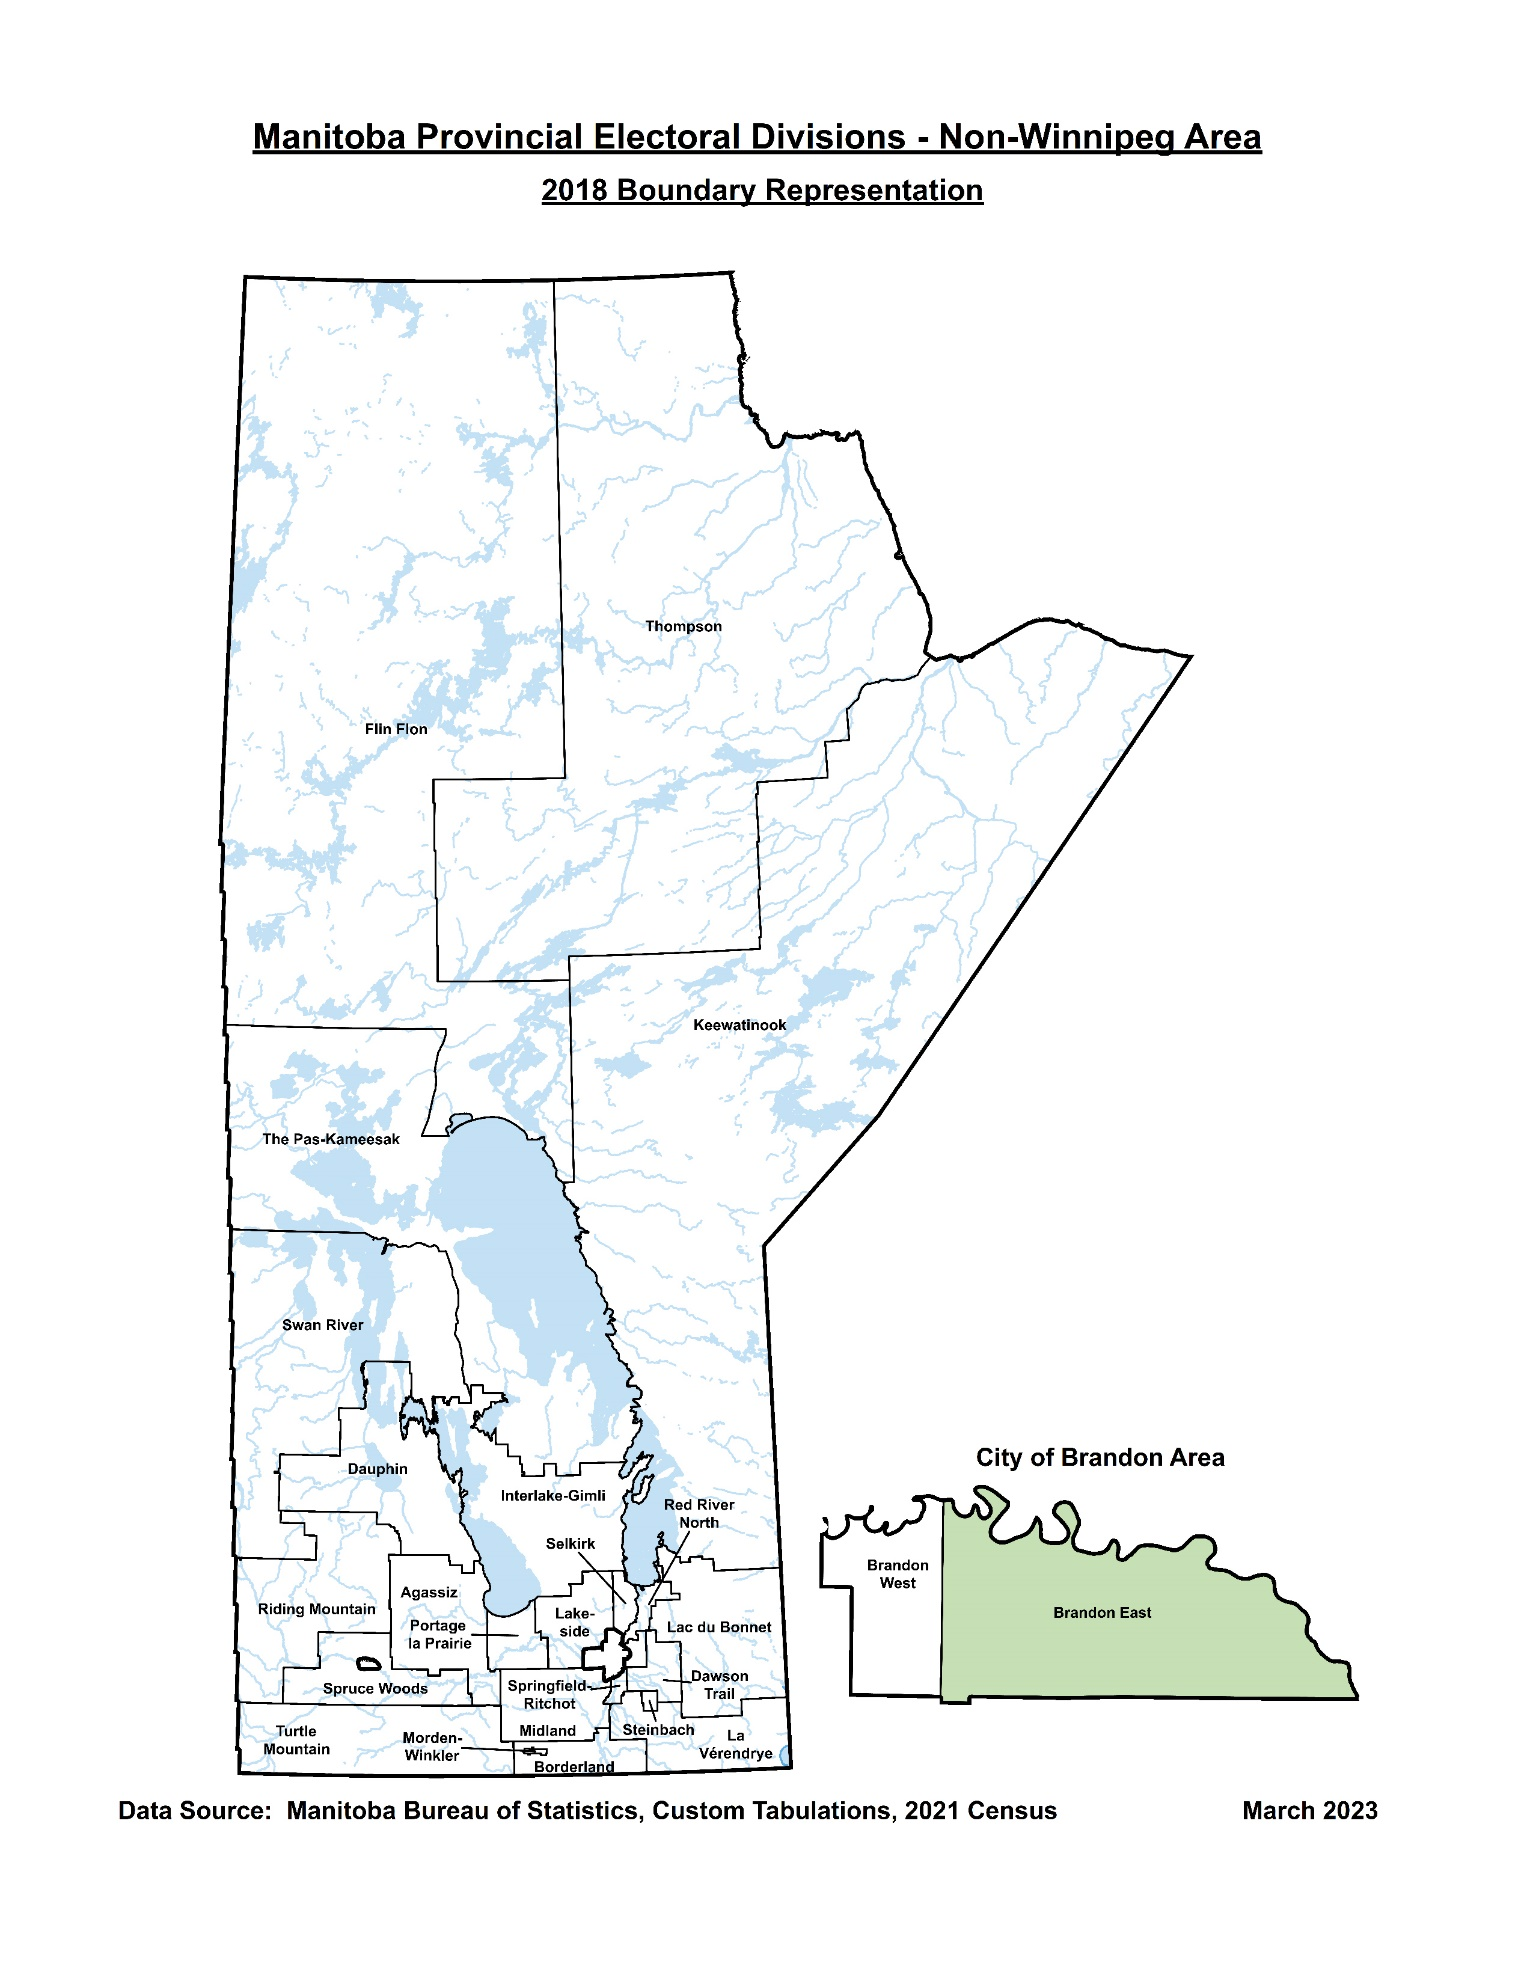 Manitoba Provincial Electoral Divisions - Non-Winnipeg Area
2018 Boundary Representation
Thompson
Flin Flon
Keewatinook
The Pas-Kameesak
Swan River
Dauphin
Interlake-Gimli
Red River
North
Selkirk
Agassiz
Riding Mountain
Portage
la Prairie
Lake-
side
Lac du Bonnet
Spruce Woods
Springfield-
Ritchot
Dawson
Trail
Turtle
Mountain
Morden-
Winkler
Midland
Steinbach
La
Vérendrye
Borderland
City of Brandon Area
Brandon
West
Brandon East
Data Source: Manitoba Bureau of Statistics, Custom Tabulations, 2021 Census
March 2023